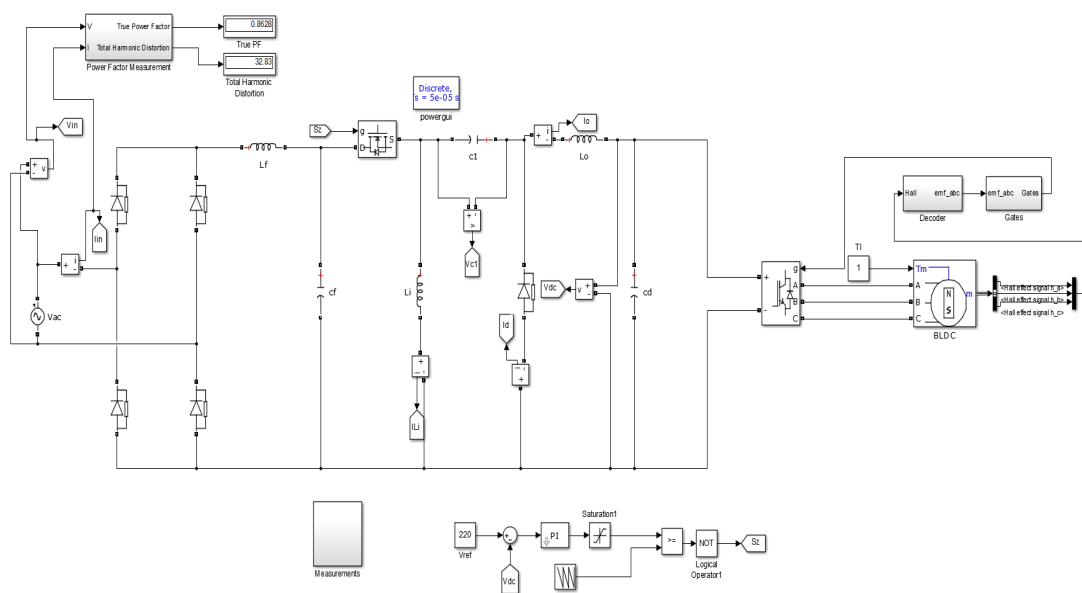 V
I
True Power Factor
Total Harmonic Distortion
Power Factor Measurement
0.8628
True PF
32.83
Total Harmonic
Distortion
Discrete,
's = 5e-05 s
powergui
Vin
Iin
+
-
v
+
-
i
Vac
Lf
cf
Sz
g
D
S
c1
Vc1
Li
ILi
i
Io
Lo
Id
Vdc
v
cd
Hall
emf_abc
Decoder
emf_abc
Gates
Gates
Tl
1
+
-
g
A
B
C
Tm
A
B
C
N
S
m
BLDC
<Hall effect signal h_a>
<Hall effect signal h_b>
<Hall effect signal h_c>
Measurements
220
Vref
Vdc
PI
Saturation1
>=
NOT
Logical
Operator1
Sz